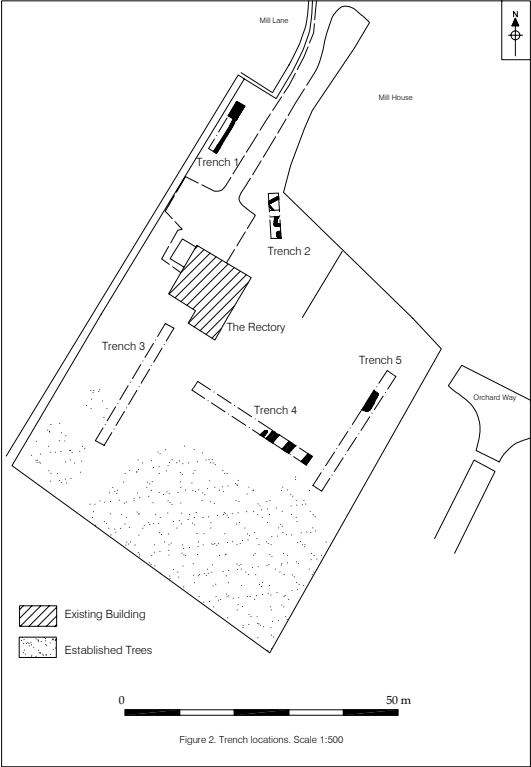 Mill Lane
N
Mill House
Trench 1
Trench 2
The Rectory
Trench 3
Trench 5
Orchard Way
Trench 4
Existing Building
Established Trees
0 50 m
Figure 2. Trench locations. Scale 1:500